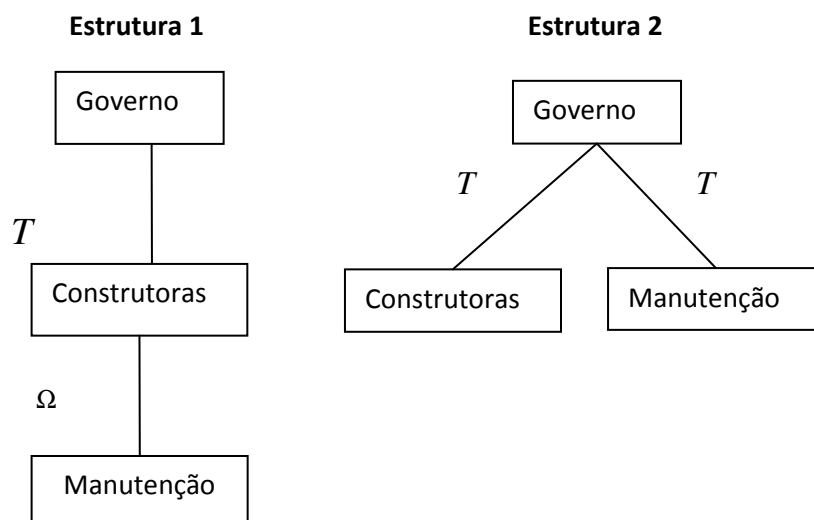 Estrutura 1
Governo
T
Construtoras
Ω
Manutenção
Estrutura 2
Governo
T
T
Construtoras
Manutenção